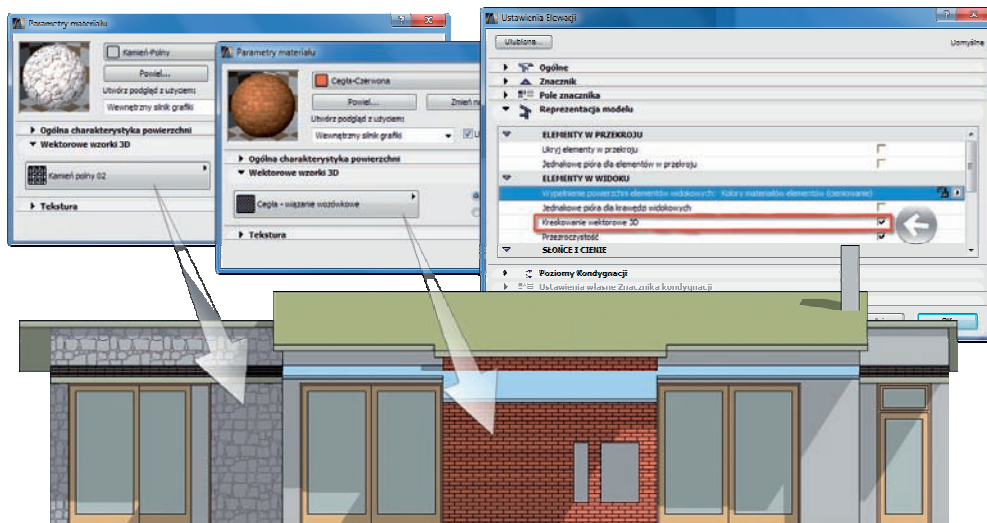 Parametry materiału
Kamień-Polny
Powiel...
Utwórz podgląd z użyciem:
Wewnętrzny silnik grafiki
Ogólna charakterystyka powierzchni
Wektorowe wzorki 3D
Kamień polny 02
Tekstura
Parametry materiału
Cegła-Czerwona
Powiel...
Zmień na
Utwórz podgląd z użyciem:
Wewnętrzny silnik grafiki
U
Ogólna charakterystyka powierzchni
Wektorowe wzorki 3D
Cegła - wiązanie wozówkowe
Tekstura
Ustawienia Elewacji
Ulubione...
Domyślne
Ogólne
Znacznik
Pole znacznika
Reprezentacja modelu
ELEMENTY W PRZEKROJU
Ukryj elementy w przekroju
Jednakowe pióra dla elementów w przekroju
ELEMENTY W WIDOKU
Wypełnienie powierzchni elementów widokowych: Kolory materiałów elementów (cieniowanie)
Jednakowe pióra dla krawędzi widokowych
Kreskowanie wektorowe 3D
Przezroczystość
SŁOŃCE I CIENIE
Poziomy Kondygnacji
Ustawienia własne Znacznika kondygnacji